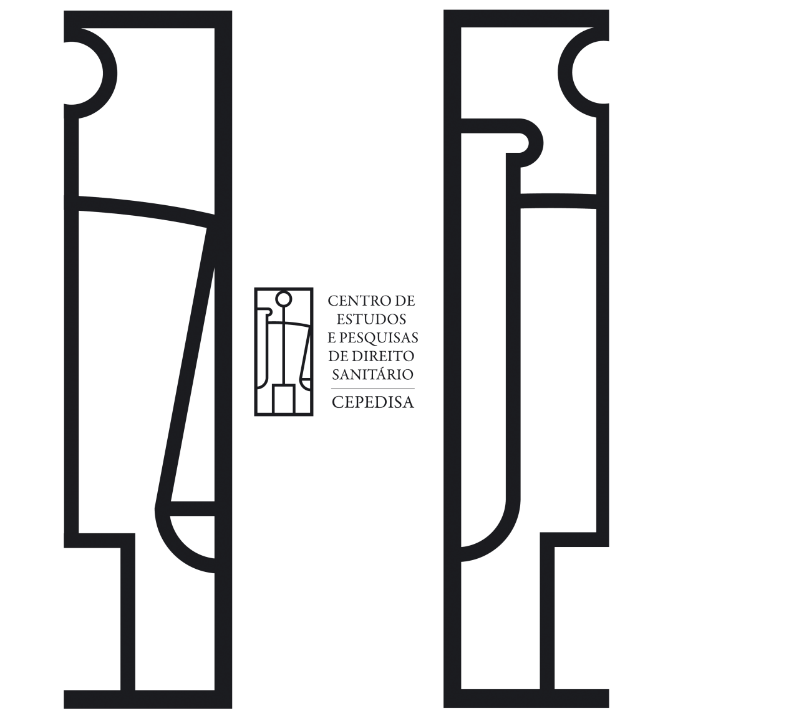 CENTRO DE
ESTUDOS
E PESQUISAS
DE DIREITO
SANITÁRIO
CEPEDISA